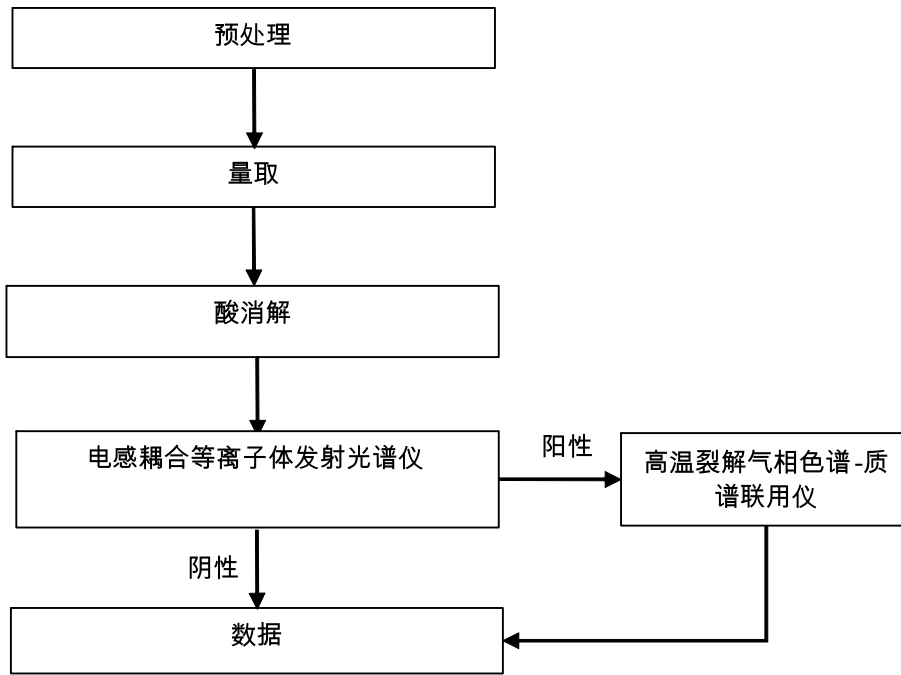 预处理
量取
酸消解
电感耦合等离子体发射光谱仪
阳性
高温裂解气相色谱-质
谱联用仪
阴性
数据